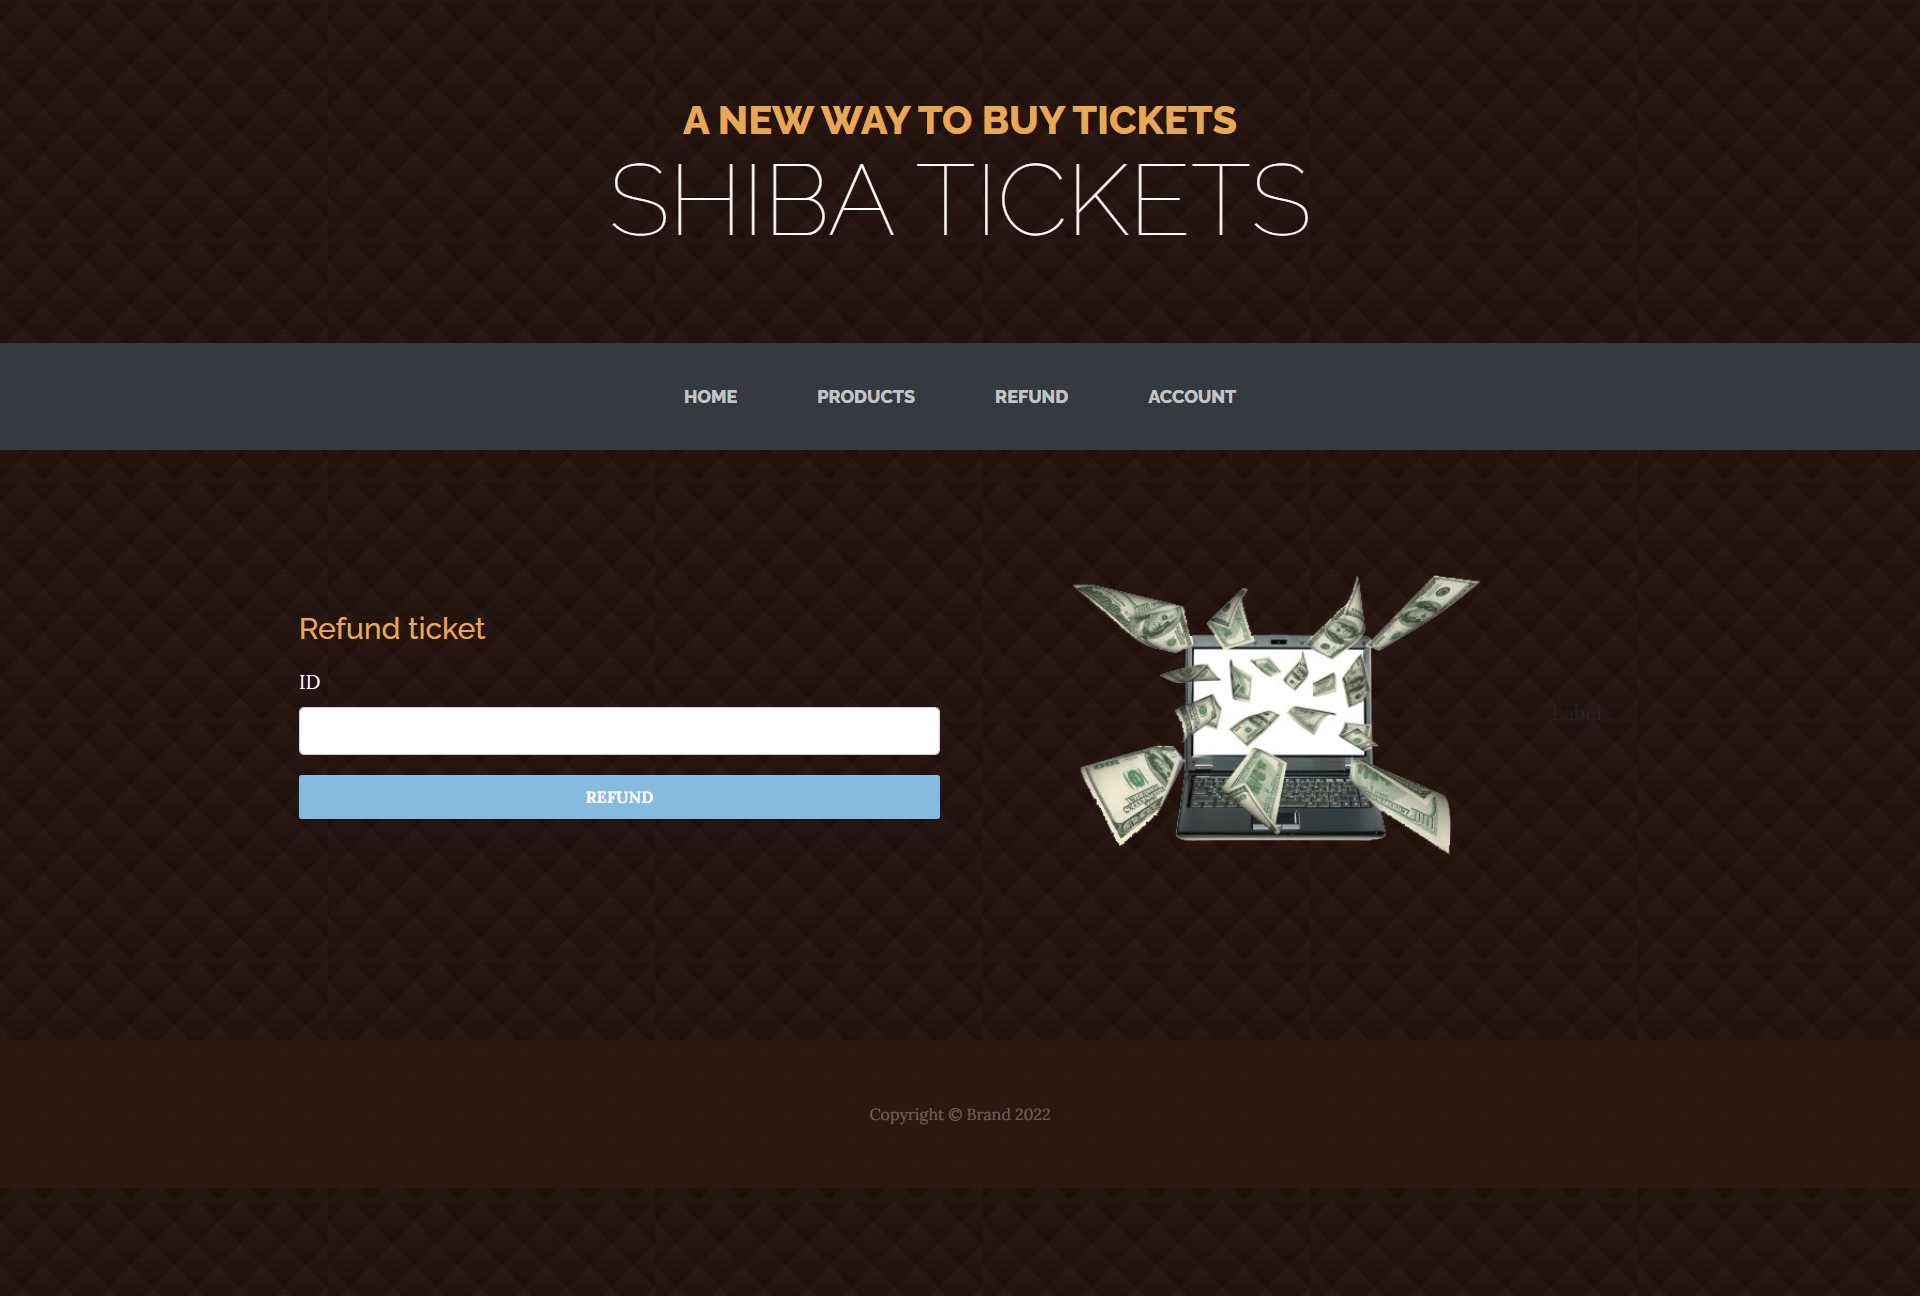 A NEW WAY TO BUY TICKETS
SHIBA TICKETS
HOME PRODUCTS REFUND ACCOUNT
Refund ticket
ID
Label
REFUND
Copyright © Brand 2022